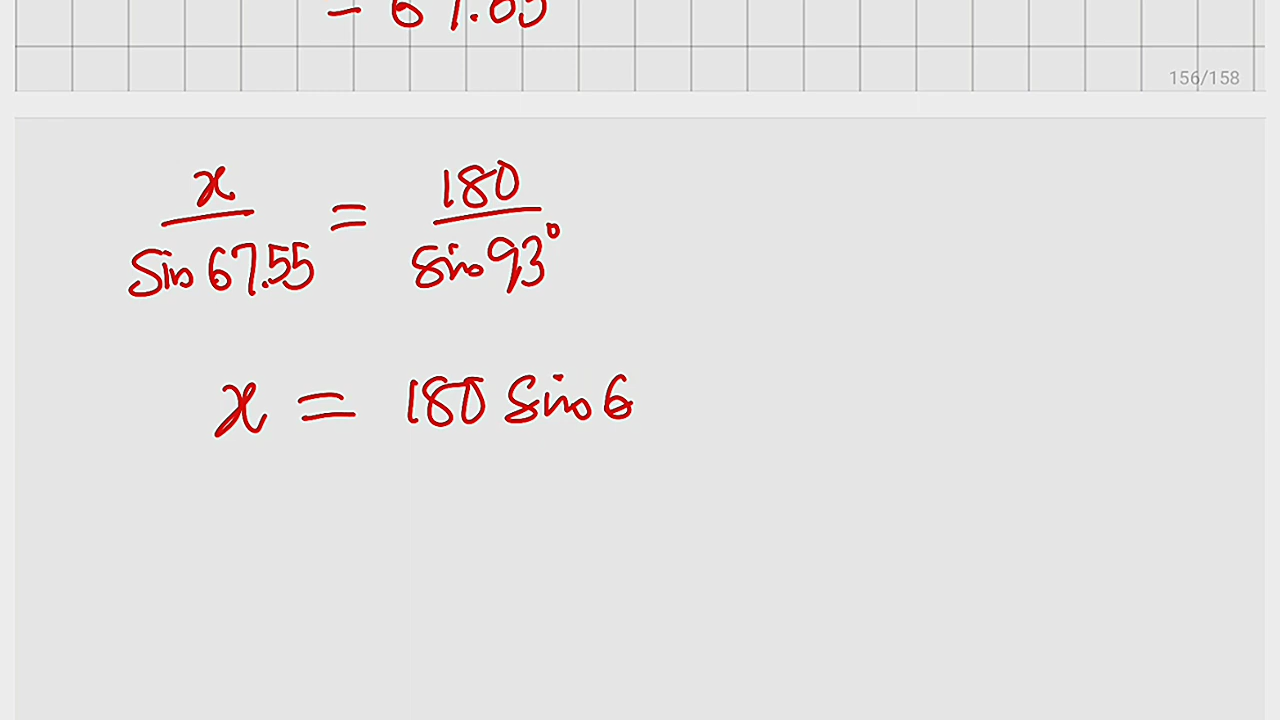 156/158
x / sin 67.55 = 180 / sin 93°
x = 180 sin 6